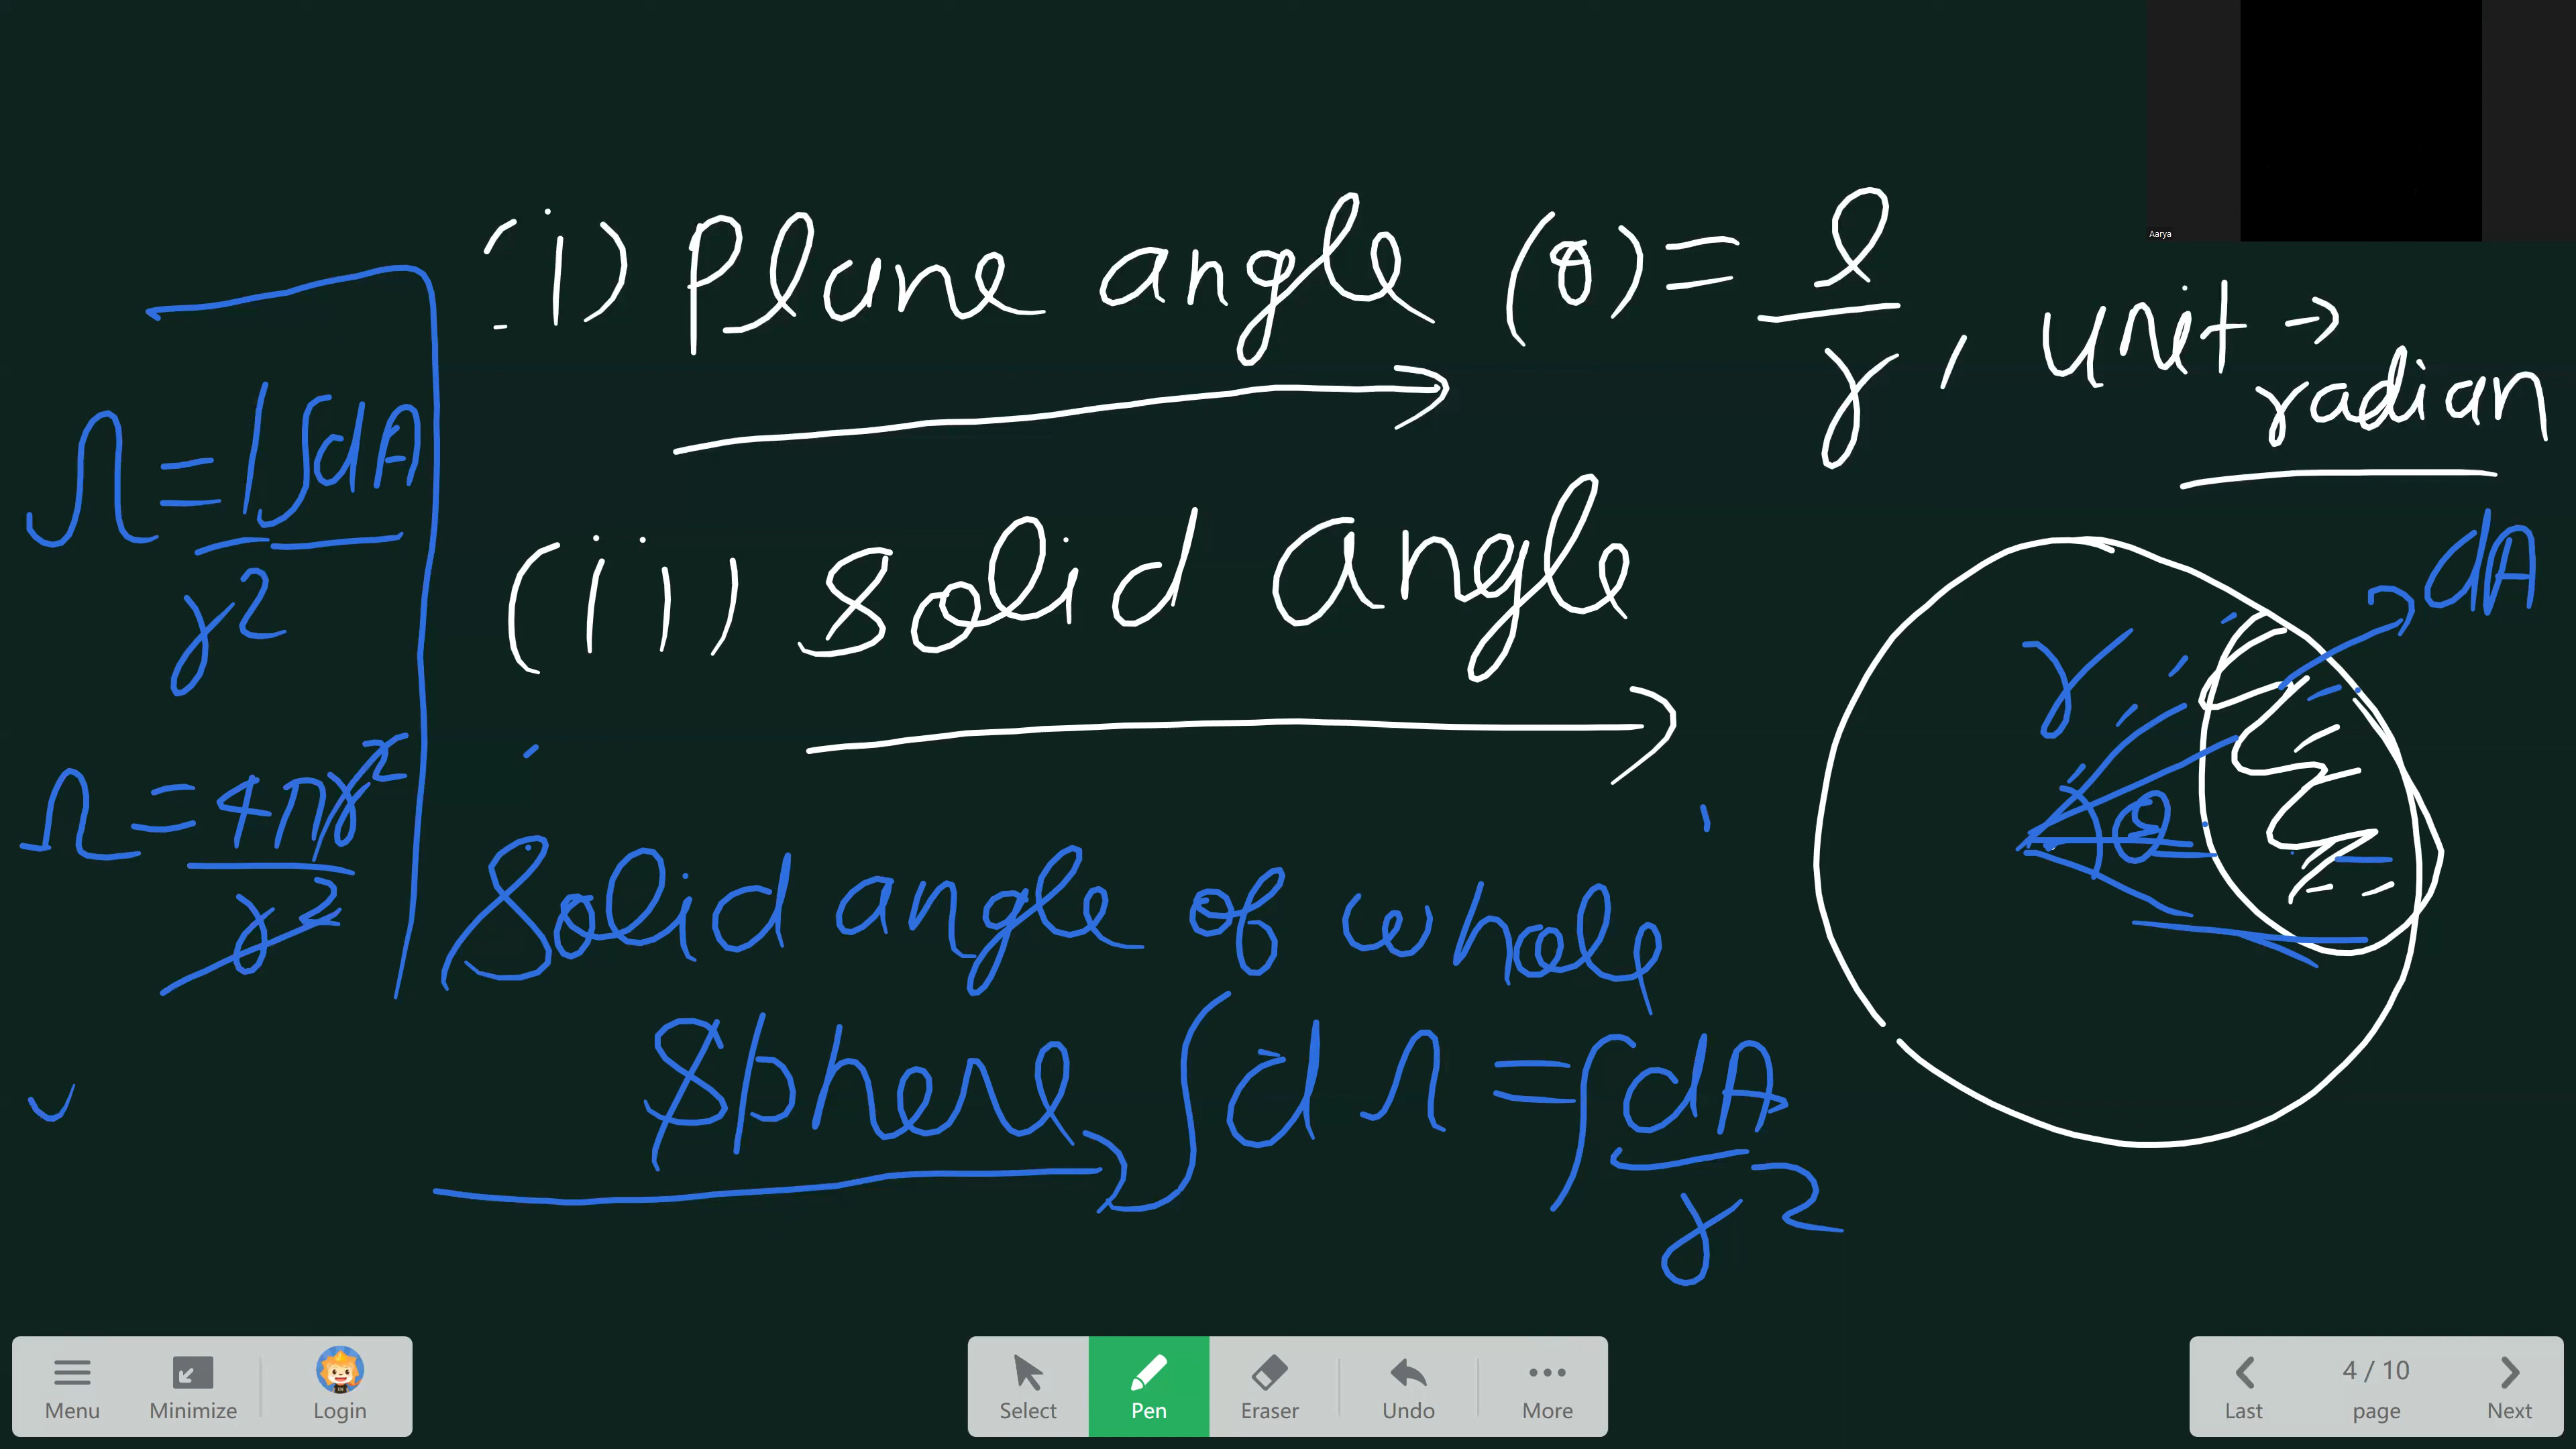 (i) Plane angle (θ) = l/r, unit → radian
(ii) Solid angle
Ω = 1∫dA/r²
Ω = 4πr²/r²
dA
r
Ω
Solid angle of whole
Sphere ∫dΩ = ∫dA/r²
Aarya
Menu Minimize Login
Select Pen Eraser Undo More
4 / 10
Last page Next